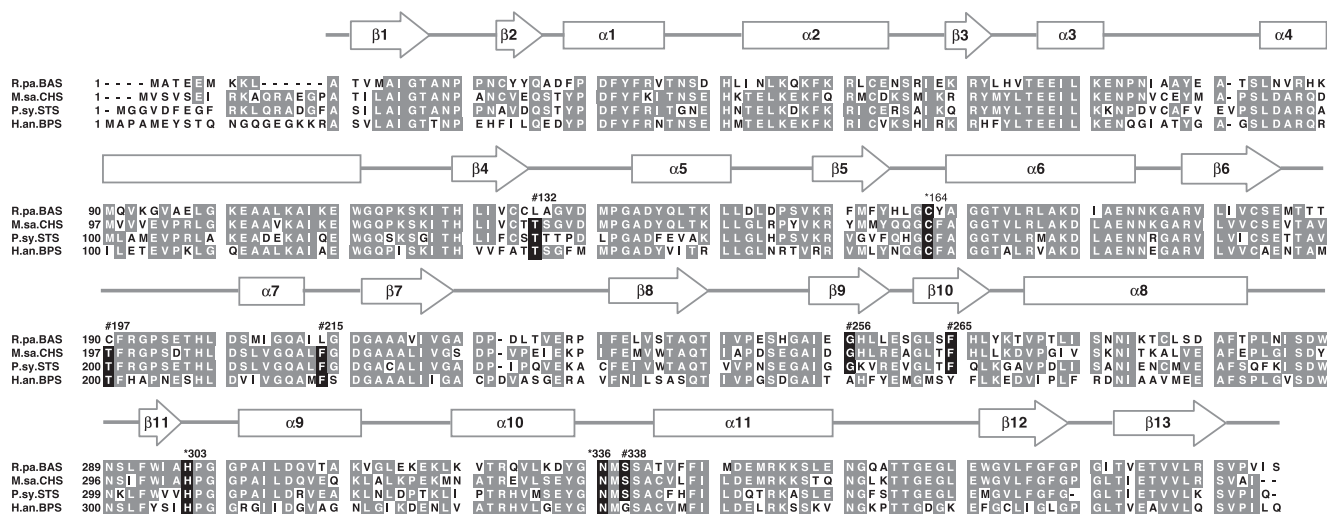 β1 β2 α1 α2 β3 α3 α4
R.pa.BAS 1 - - - - M A T E E M K K L - - - - - - A T V M A I G T A N P P N C Y Y Q A D F P D F Y F R V T N S D H L I N L K Q K F K R L C E N S R I E K R Y L H V T E E I L K E N P N I A A Y E A - T S L N V R H K
M.sa.CHS 1 - - - - M V S V S E I R K A Q R A E G P A S I L A I G T A N P A N C V E Q S T Y P D F Y F K I T N S E H K T E L K E K F Q R M C D K S M I K R R Y M Y L T E E I L K E N P N V C E Y M A - P S L D A R Q D
P.sy.STS 1 - M G G V D F E G F R K L Q R A D G F A S I L A I G T A N P P N A V D Q S T Y P D F Y F R I T G N E H N T E L K D K F K R I C E R S A I K Q R Y M Y L T E E I L K K N P D V C A F V E V P S L D A R Q A
H.an.BPS 1 M A P A M E Y S T Q N G Q G E G K K R A S V L A I G T T N P E H F I L Q E D Y P D F Y F R N T N S E H M T E L K E K F K R I C V K S H I R K R H F Y L T E E I L K E N Q G I A T Y G A - G S L D A R Q R
β4 α5 β5 α6 β6
#132 *164
R.pa.BAS 90 M Q V K G V A E L G K E A A L K A I K E W G Q P K S K I T H L I V C C L A G V D M P G A D Y Q L T K L L D L D P S V K R F M F Y H L G C Y A G G T V L R L A K D I A E N N K G A R V L I V C S E M T T T
M.sa.CHS 97 M V V V E V P R L G K E A A V K A I K E W G Q P K S K I T H L I V C T T S G V D M P G A D Y Q L T K L L G L R P Y V K R Y M M Y Q Q G C F A G G T V L R L A K D L A E N N K G A R V L V V C S E V T A V
P.sy.STS 100 M L A M E V P R L A K E A D E K A I Q E W G Q S K S G I T H L I F C S T T T P D L P G A D F E V A K L L G L H P S V K R V G V F Q H G C F A G G T V L R M A K D L A E N N R G A R V L V I C S E T T A V
H.an.BPS 100 I L E T E V P K L G Q E A A L K A I A E W G Q P I S K I T H V V F A T T S G F M M P G A D Y V I T R L L G L N R T V R R V M L Y N Q G C F A G G T A L R V A K D L A E N N E G A R V L V V C A E N T A M
α7 β7 β8 β9 β10 α8
#197 #215 #256 #265
R.pa.BAS 190 C F R G P S E T H L D S M I G Q A I L G D G A A A V I V G A D P - D L T V E R P I F E L V S T A Q T I V P E S H G A I E G H L L E S G L S F H L Y K T V P T L I S N N I K T C L S D A F T P L N I S D W
M.sa.CHS 197 T F R G P S D T H L D S L V G Q A L F G D G A A A L I V G S D P - V P E I E K P I F E M V W T A Q T I A P D S E G A I D G H L R E A G L T F H L L K D V P G I V S K N I T K A L V E A F E P L G I S D Y
P.sy.STS 200 T F R G P S E T H L D S L V G Q A L F G D G A C A L I V G A D P - I P Q V E K A C F E I V W T A Q T V V P N S E G A I G G K V R E V G L T F Q L K G A V P D L I S A N I E N C M V E A F S Q F K I S D W
H.an.BPS 200 T F H A P N E S H L D V I V G Q A M F S D G A A A L I I G A C P D V A S G E R A V F N I L S A S Q T I V P G S D G A I T A H F Y E M G M S Y F L K E D V I P L F R D N I A A V M E E A F S P L G V S D W
β11 α9 α10 α11 β12 β13
*303 *336 #338
R.pa.BAS 289 N S L F W I A H P G G P A I L D Q V T A K V G L E K E K L K V T R Q V L K D Y G N M S S A T V F F I M D E M R K K S L E N G Q A T T G E G L E W G V L F G F G P G I T V E T V V L R S V P V I S
M.sa.CHS 296 N S I F W I A H P G G P A I L D Q V E Q K L A L K P E K M N A T R E V L S E Y G N M S S A C V L F I L D E M R K K S T Q N G L K T T G E G L E W G V L F G F G P G L T I E T V V L R S V A I - -
P.sy.STS 299 N K L F W V V H P G G P A I L D R V E A K L N L D P T K L I P T R H V M S E Y G N M S S A C V H F I L D Q T R K A S L E N G F S T T G E G L E M G V L F G F G P - G L T I E T V V L K S V P I Q - -
H.an.BPS 300 N S L F Y S I H P G G R G I I D G V A G N L G I K D E N L V A T R H V L G E Y G N M G S A C V M F I L D E L R K S S K V N G K P T T G D G K E F G C L I G L G P G L T V E A V V L Q S V P I L Q -